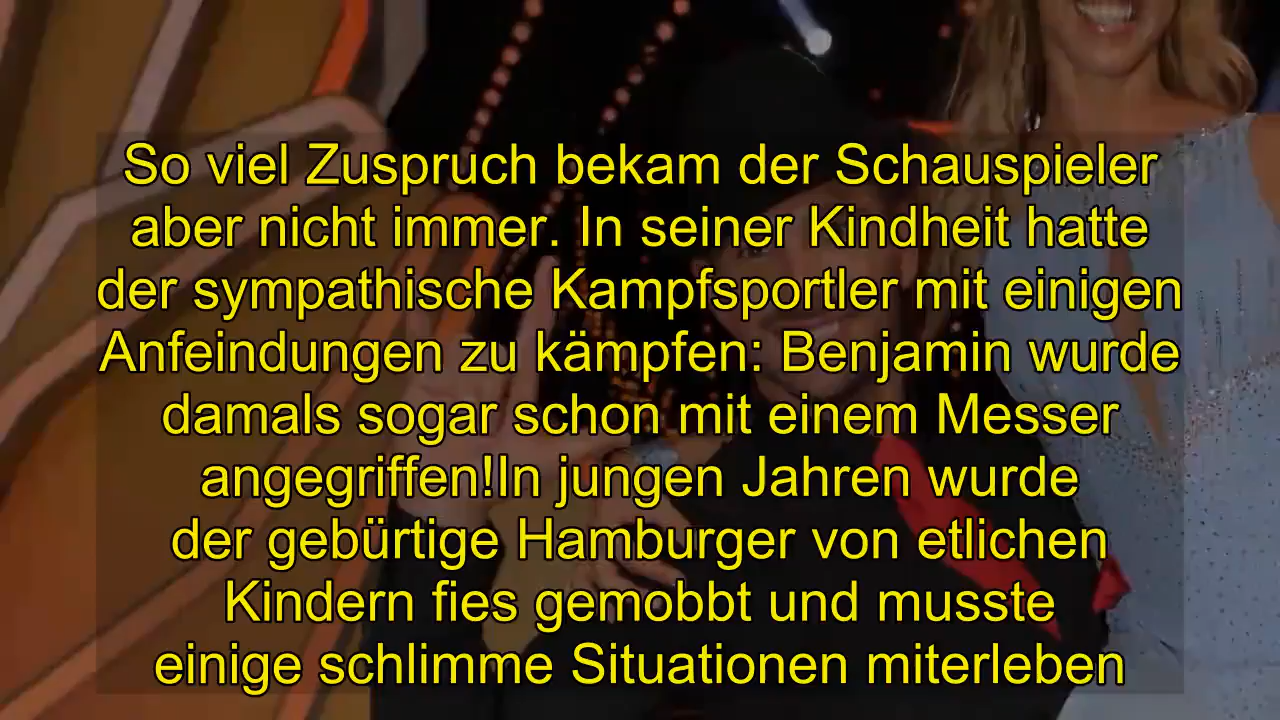 So viel Zuspruch bekam der Schauspieler
aber nicht immer. In seiner Kindheit hatte
der sympathische Kampfsportler mit einigen
Anfeindungen zu kämpfen: Benjamin wurde
damals sogar schon mit einem Messer
angegriffen!In jungen Jahren wurde
der gebürtige Hamburger von etlichen
Kindern fies gemobbt und musste
einige schlimme Situationen miterleben